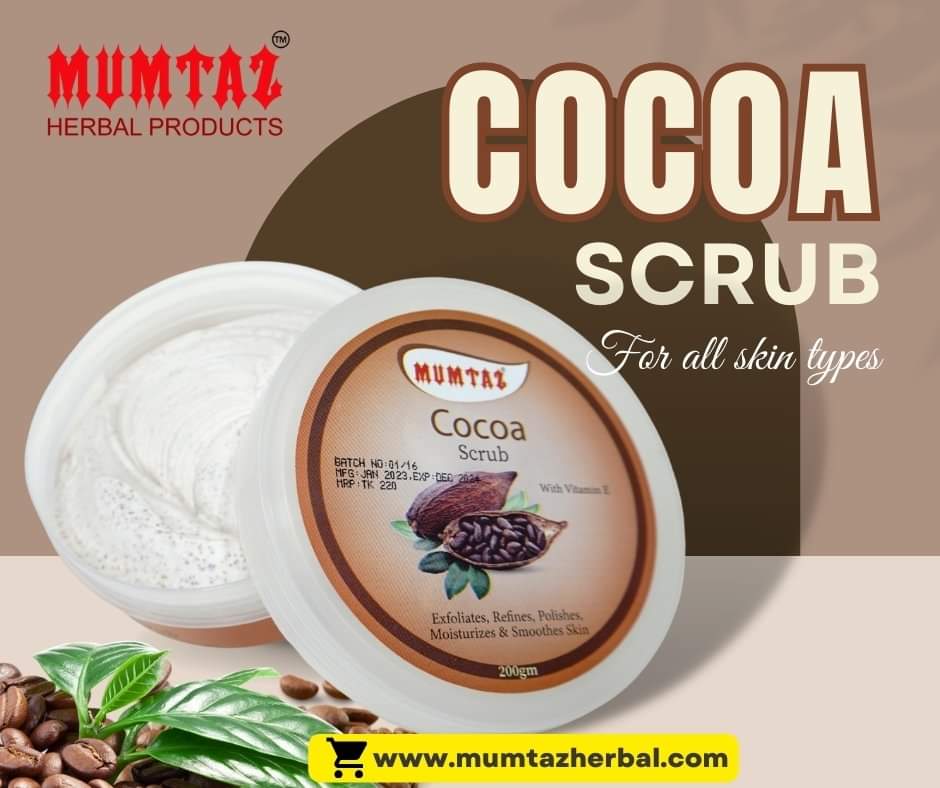 MUMTAZ ™
HERBAL PRODUCTS
COCOA
SCRUB
For all skin types
MUMTAZ
Cocoa
Scrub
BATCH NO:01/16
MFG:JAN 2023,EXP:DEC 2024
MRP:TK 220
With Vitamin E
Exfoliates, Refines, Polishes,
Moisturizes & Smoothes Skin
200gm
www.mumtazherbal.com